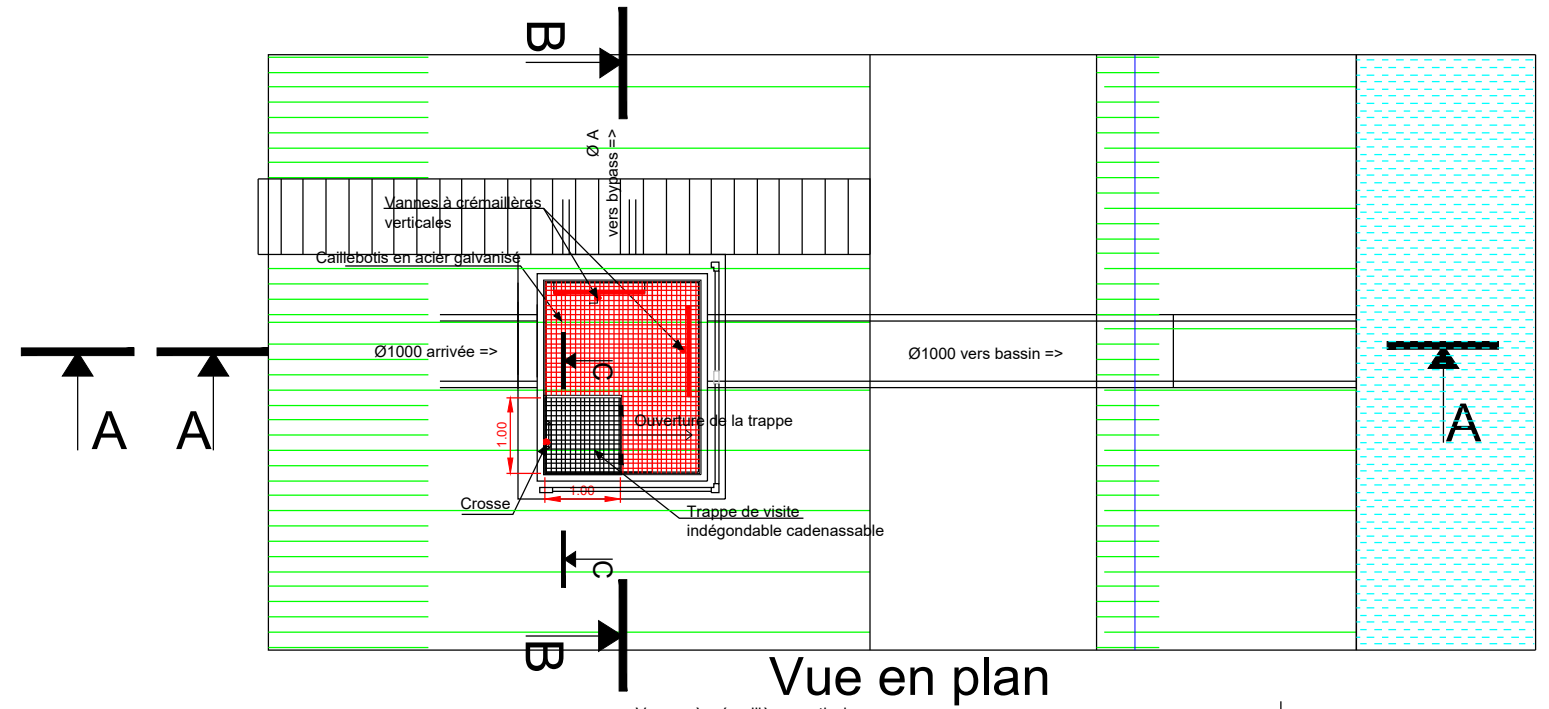 B
Ø A
vers bypass =>
Vannes à crémaillères
verticales
Caillebotis en acier galvanisé
Ø1000 arrivée =>
Ø1000 vers bassin =>
C
A
A
A
1.00
Ouverture de la trappe
1.00
Crosse
Trappe de visite
indégondable cadenassable
C
B
Vue en plan